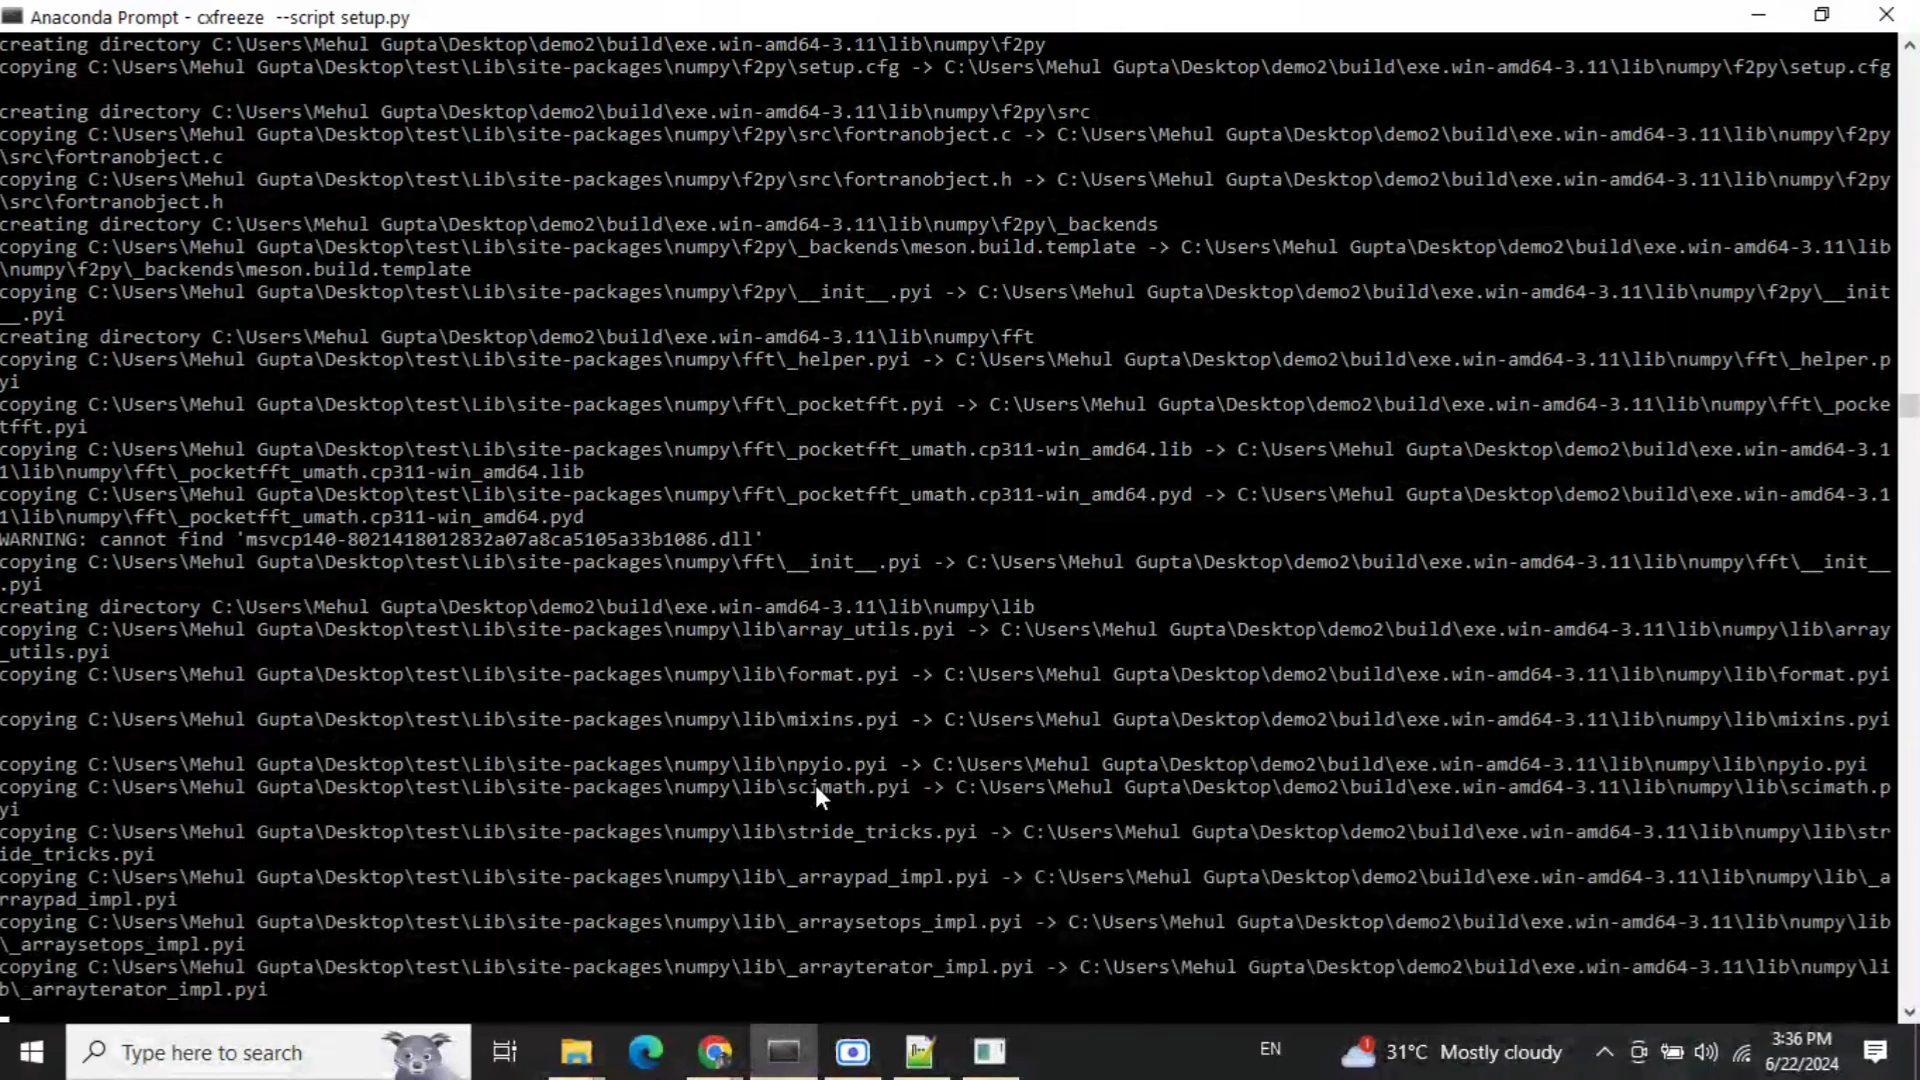 Anaconda Prompt - cxfreeze  --script setup.py
creating directory C:\Users\Mehul Gupta\Desktop\demo2\build\exe.win-amd64-3.11\lib\numpy\f2py
copying C:\Users\Mehul Gupta\Desktop\test\Lib\site-packages\numpy\f2py\setup.cfg -> C:\Users\Mehul Gupta\Desktop\demo2\build\exe.win-amd64-3.11\lib\numpy\f2py\setup.cfg
creating directory C:\Users\Mehul Gupta\Desktop\demo2\build\exe.win-amd64-3.11\lib\numpy\f2py\src
copying C:\Users\Mehul Gupta\Desktop\test\Lib\site-packages\numpy\f2py\src\fortranobject.c -> C:\Users\Mehul Gupta\Desktop\demo2\build\exe.win-amd64-3.11\lib\numpy\f2py
\src\fortranobject.c
copying C:\Users\Mehul Gupta\Desktop\test\Lib\site-packages\numpy\f2py\src\fortranobject.h -> C:\Users\Mehul Gupta\Desktop\demo2\build\exe.win-amd64-3.11\lib\numpy\f2py
\src\fortranobject.h
creating directory C:\Users\Mehul Gupta\Desktop\demo2\build\exe.win-amd64-3.11\lib\numpy\f2py\_backends
copying C:\Users\Mehul Gupta\Desktop\test\Lib\site-packages\numpy\f2py\_backends\meson.build.template -> C:\Users\Mehul Gupta\Desktop\demo2\build\exe.win-amd64-3.11\lib
\numpy\f2py\_backends\meson.build.template
copying C:\Users\Mehul Gupta\Desktop\test\Lib\site-packages\numpy\f2py\__init__.pyi -> C:\Users\Mehul Gupta\Desktop\demo2\build\exe.win-amd64-3.11\lib\numpy\f2py\__init
__.pyi
creating directory C:\Users\Mehul Gupta\Desktop\demo2\build\exe.win-amd64-3.11\lib\numpy\fft
copying C:\Users\Mehul Gupta\Desktop\test\Lib\site-packages\numpy\fft\_helper.pyi -> C:\Users\Mehul Gupta\Desktop\demo2\build\exe.win-amd64-3.11\lib\numpy\fft\_helper.p
yi
copying C:\Users\Mehul Gupta\Desktop\test\Lib\site-packages\numpy\fft\_pocketfft.pyi -> C:\Users\Mehul Gupta\Desktop\demo2\build\exe.win-amd64-3.11\lib\numpy\fft\_pocke
tfft.pyi
copying C:\Users\Mehul Gupta\Desktop\test\Lib\site-packages\numpy\fft\_pocketfft_umath.cp311-win_amd64.lib -> C:\Users\Mehul Gupta\Desktop\demo2\build\exe.win-amd64-3.1
1\lib\numpy\fft\_pocketfft_umath.cp311-win_amd64.lib
copying C:\Users\Mehul Gupta\Desktop\test\Lib\site-packages\numpy\fft\_pocketfft_umath.cp311-win_amd64.pyd -> C:\Users\Mehul Gupta\Desktop\demo2\build\exe.win-amd64-3.1
1\lib\numpy\fft\_pocketfft_umath.cp311-win_amd64.pyd
WARNING: cannot find 'msvcp140-8021418012832a07a8ca5105a33b1086.dll'
copying C:\Users\Mehul Gupta\Desktop\test\Lib\site-packages\numpy\fft\__init__.pyi -> C:\Users\Mehul Gupta\Desktop\demo2\build\exe.win-amd64-3.11\lib\numpy\fft\__init__
.pyi
creating directory C:\Users\Mehul Gupta\Desktop\demo2\build\exe.win-amd64-3.11\lib\numpy\lib
copying C:\Users\Mehul Gupta\Desktop\test\Lib\site-packages\numpy\lib\array_utils.pyi -> C:\Users\Mehul Gupta\Desktop\demo2\build\exe.win-amd64-3.11\lib\numpy\lib\array
_utils.pyi
copying C:\Users\Mehul Gupta\Desktop\test\Lib\site-packages\numpy\lib\format.pyi -> C:\Users\Mehul Gupta\Desktop\demo2\build\exe.win-amd64-3.11\lib\numpy\lib\format.pyi
copying C:\Users\Mehul Gupta\Desktop\test\Lib\site-packages\numpy\lib\mixins.pyi -> C:\Users\Mehul Gupta\Desktop\demo2\build\exe.win-amd64-3.11\lib\numpy\lib\mixins.pyi
copying C:\Users\Mehul Gupta\Desktop\test\Lib\site-packages\numpy\lib\npyio.pyi -> C:\Users\Mehul Gupta\Desktop\demo2\build\exe.win-amd64-3.11\lib\numpy\lib\npyio.pyi
copying C:\Users\Mehul Gupta\Desktop\test\Lib\site-packages\numpy\lib\scimath.pyi -> C:\Users\Mehul Gupta\Desktop\demo2\build\exe.win-amd64-3.11\lib\numpy\lib\scimath.p
yi
copying C:\Users\Mehul Gupta\Desktop\test\Lib\site-packages\numpy\lib\stride_tricks.pyi -> C:\Users\Mehul Gupta\Desktop\demo2\build\exe.win-amd64-3.11\lib\numpy\lib\str
ide_tricks.pyi
copying C:\Users\Mehul Gupta\Desktop\test\Lib\site-packages\numpy\lib\_arraypad_impl.pyi -> C:\Users\Mehul Gupta\Desktop\demo2\build\exe.win-amd64-3.11\lib\numpy\lib\_a
rraypad_impl.pyi
copying C:\Users\Mehul Gupta\Desktop\test\Lib\site-packages\numpy\lib\_arraysetops_impl.pyi -> C:\Users\Mehul Gupta\Desktop\demo2\build\exe.win-amd64-3.11\lib\numpy\lib
\_arraysetops_impl.pyi
copying C:\Users\Mehul Gupta\Desktop\test\Lib\site-packages\numpy\lib\_arrayterator_impl.pyi -> C:\Users\Mehul Gupta\Desktop\demo2\build\exe.win-amd64-3.11\lib\numpy\li
b\_arrayterator_impl.pyi
Type here to search
EN
31°C Mostly cloudy
3:36 PM
6/22/2024